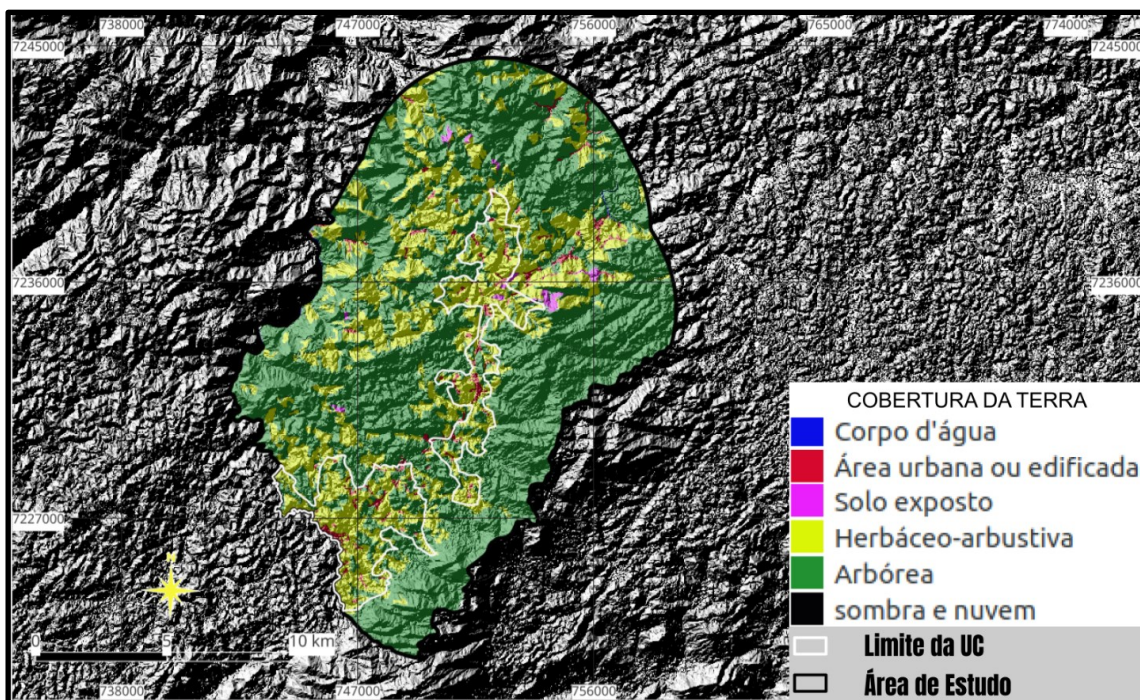 738000 747000 756000 765000 774000
7245000 7245000
7236000 7236000
COBERTURA DA TERRA
Corpo d'água
Área urbana ou edificada
Solo exposto
Herbáceo-arbustiva
Arbórea
sombra e nuvem
Limite da UC
Área de Estudo
7227000
N
0 5 10 km
738000 747000 756000